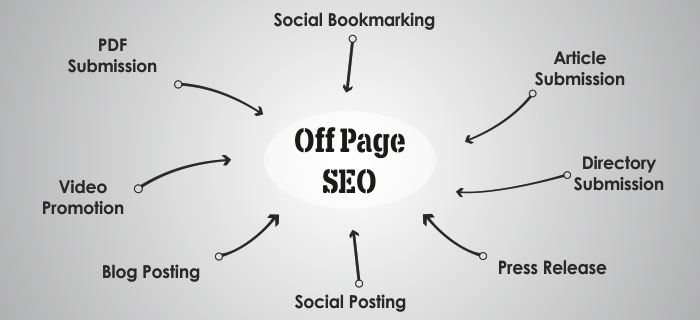 Social Bookmarking
PDF
Submission
Article
Submission
Off Page
SEO
Directory
Submission
Video
Promotion
Blog Posting
Press Release
Social Posting